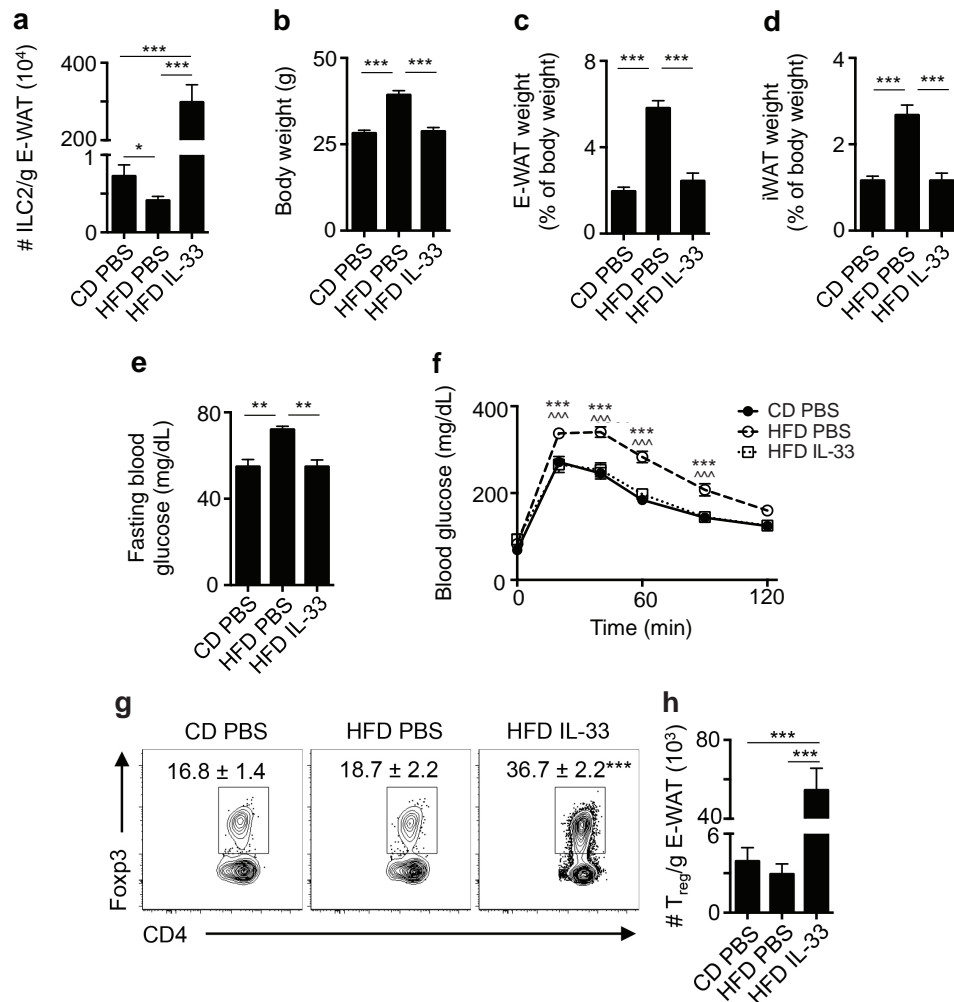 a
# ILC2/g E-WAT (10⁴)
400
200
1
0
***
***
*
CD PBS
HFD PBS
HFD IL-33
b
Body weight (g)
50
25
0
***
***
CD PBS
HFD PBS
HFD IL-33
c
E-WAT weight
(% of body weight)
8
4
0
***
***
CD PBS
HFD PBS
HFD IL-33
d
iWAT weight
(% of body weight)
4
2
0
***
***
CD PBS
HFD PBS
HFD IL-33
e
Fasting blood
glucose (mg/dL)
80
40
0
**
**
CD PBS
HFD PBS
HFD IL-33
f
Blood glucose (mg/dL)
400
200
0
***
^^^
***
^^^
***
^^^
***
^^^
CD PBS
HFD PBS
HFD IL-33
0
60
120
Time (min)
g
CD PBS
HFD PBS
HFD IL-33
16.8 ± 1.4
18.7 ± 2.2
36.7 ± 2.2***
Foxp3
CD4
h
# Treg/g E-WAT (10³)
80
40
6
0
***
***
CD PBS
HFD PBS
HFD IL-33